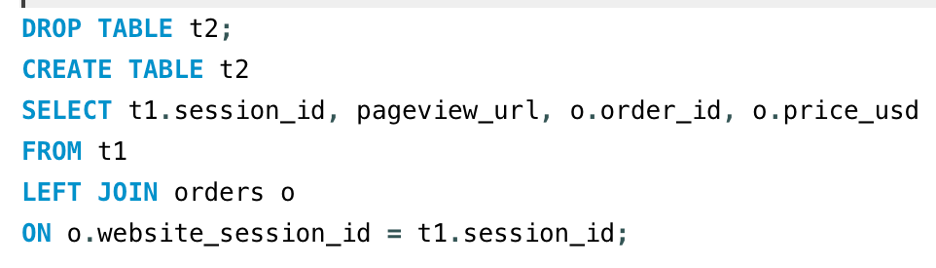 DROP TABLE t2;
CREATE TABLE t2
SELECT t1.session_id, pageview_url, o.order_id, o.price_usd
FROM t1
LEFT JOIN orders o
ON o.website_session_id = t1.session_id;